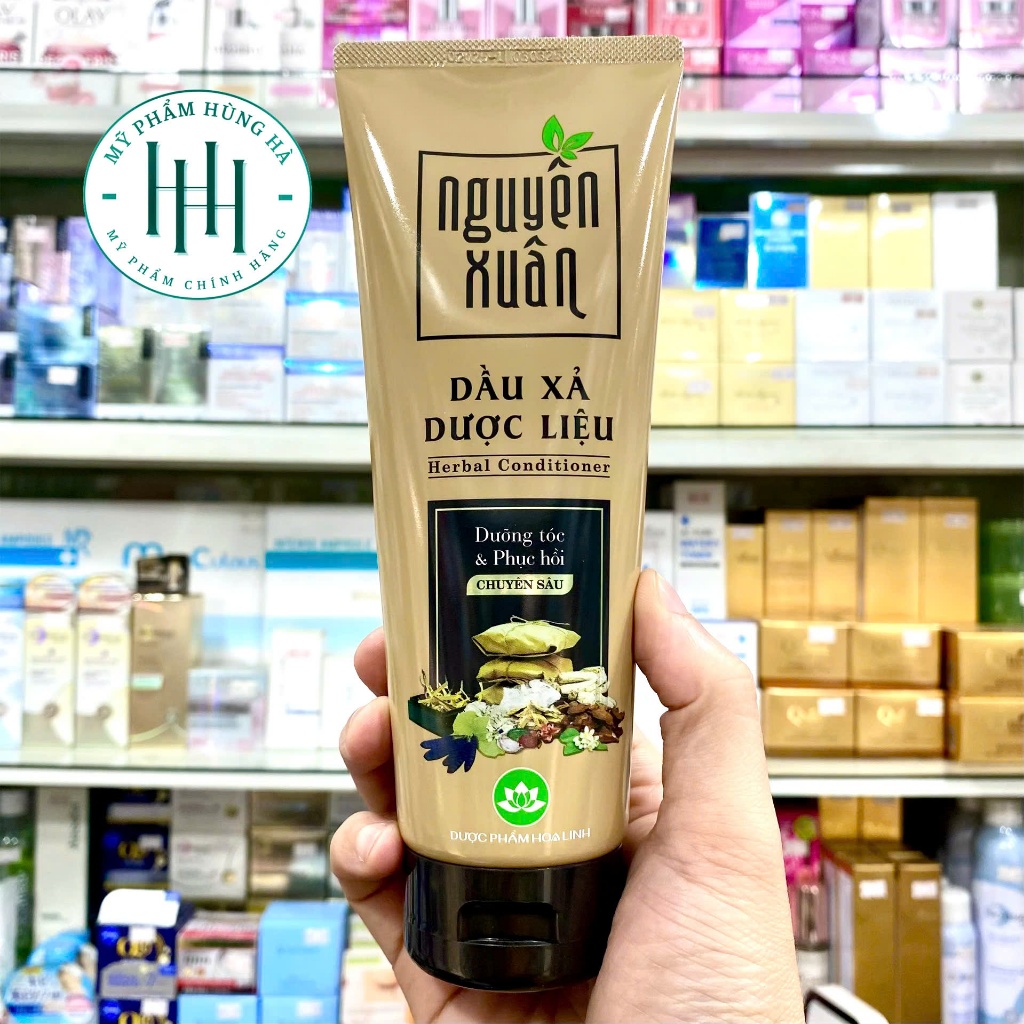 MỸ PHẨM HÙNG HÀ
HH
MỸ PHẨM CHÍNH HÃNG
OLAY
nguyên
xuân
DẦU XẢ
DƯỢC LIỆU
Herbal Conditioner
Dưỡng tóc
& Phục hồi
CHUYÊN SÂU
DƯỢC PHẨM HOA LINH